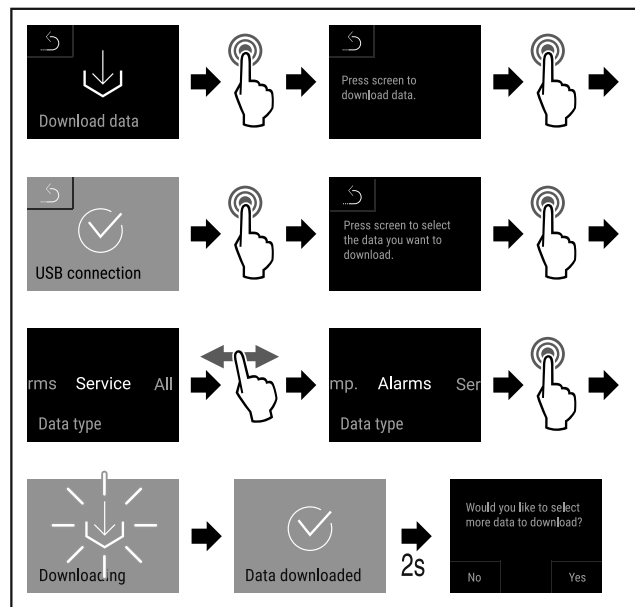 Download data
Press screen to
download data.
USB connection
Press screen to select
the data you want to
download.
rms Service All
Data type
mp. Alarms Ser
Data type
Downloading
Data downloaded
2s
Would you like to select
more data to download?
No Yes